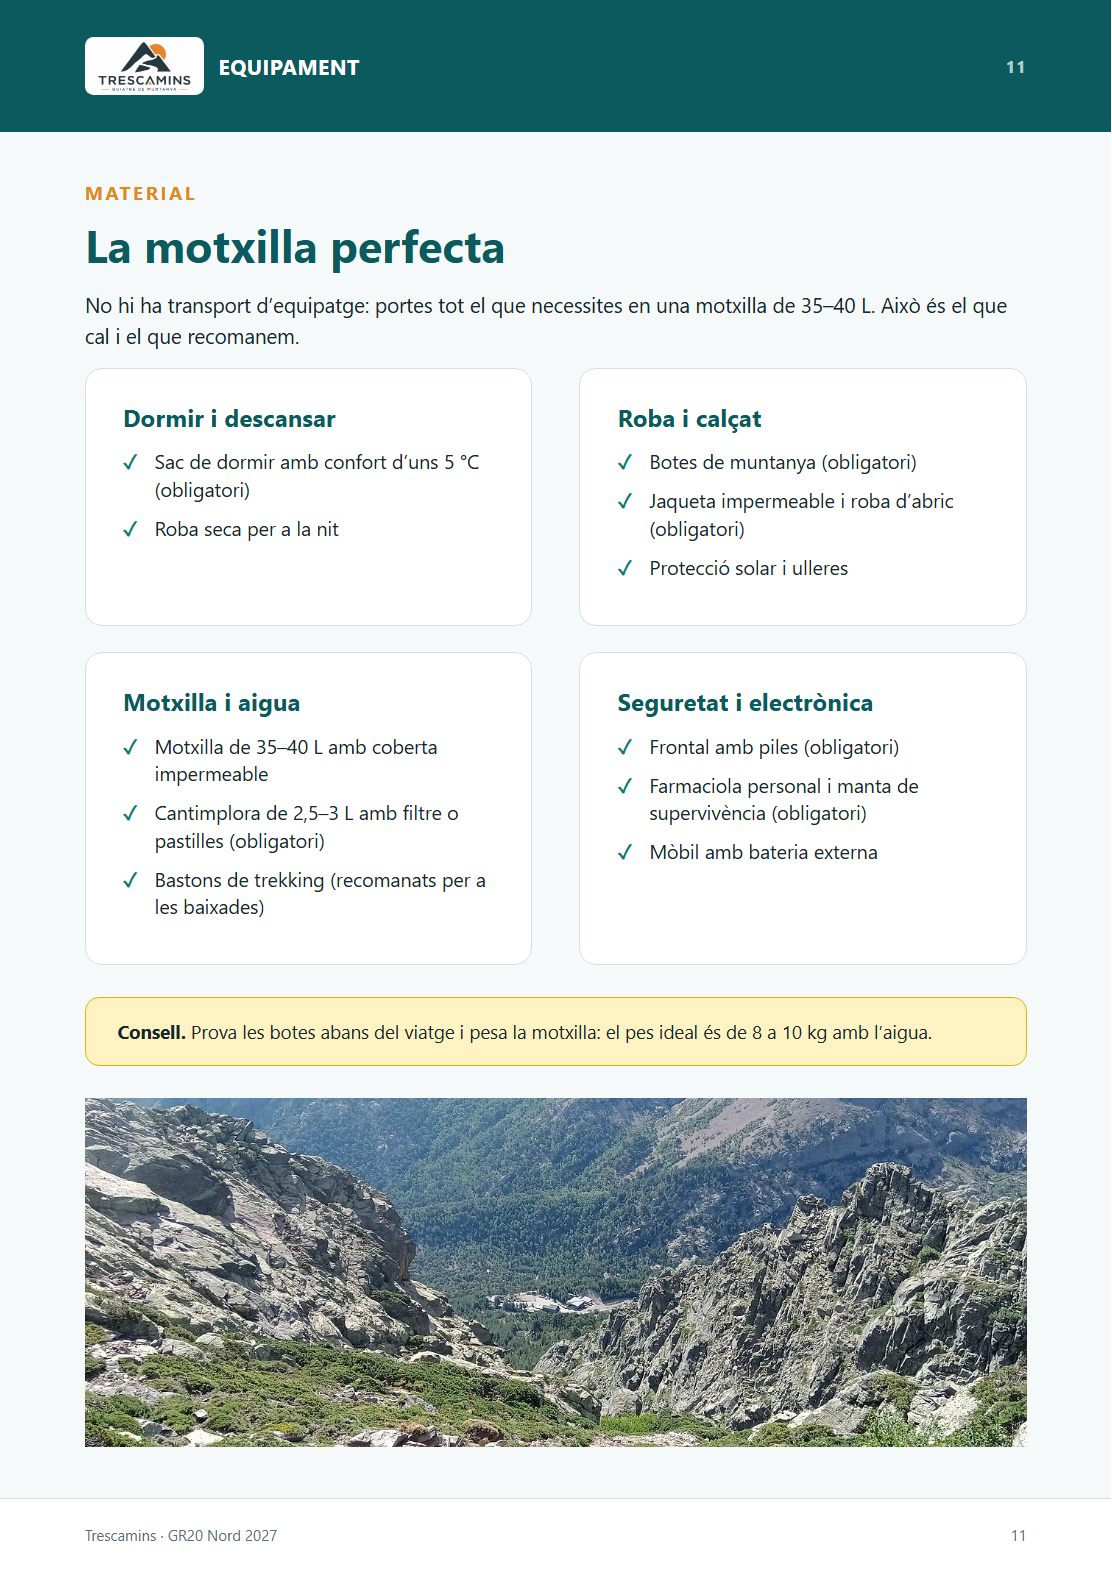 TRESCAMINS
GUIATGE DE MUNTANYA
EQUIPAMENT
11
MATERIAL
La motxilla perfecta
No hi ha transport d’equipatge: portes tot el que necessites en una motxilla de 35–40 L. Això és el que
cal i el que recomanem.
Dormir i descansar
✓ Sac de dormir amb confort d’uns 5 °C
(obligatori)
✓ Roba seca per a la nit
Roba i calçat
✓ Botes de muntanya (obligatori)
✓ Jaqueta impermeable i roba d’abric
(obligatori)
✓ Protecció solar i ulleres
Motxilla i aigua
✓ Motxilla de 35–40 L amb coberta
impermeable
✓ Cantimplora de 2,5–3 L amb filtre o
pastilles (obligatori)
✓ Bastons de trekking (recomanats per a
les baixades)
Seguretat i electrònica
✓ Frontal amb piles (obligatori)
✓ Farmaciola personal i manta de
supervivència (obligatori)
✓ Mòbil amb bateria externa
Consell. Prova les botes abans del viatge i pesa la motxilla: el pes ideal és de 8 a 10 kg amb l’aigua.
Trescamins · GR20 Nord 2027
11